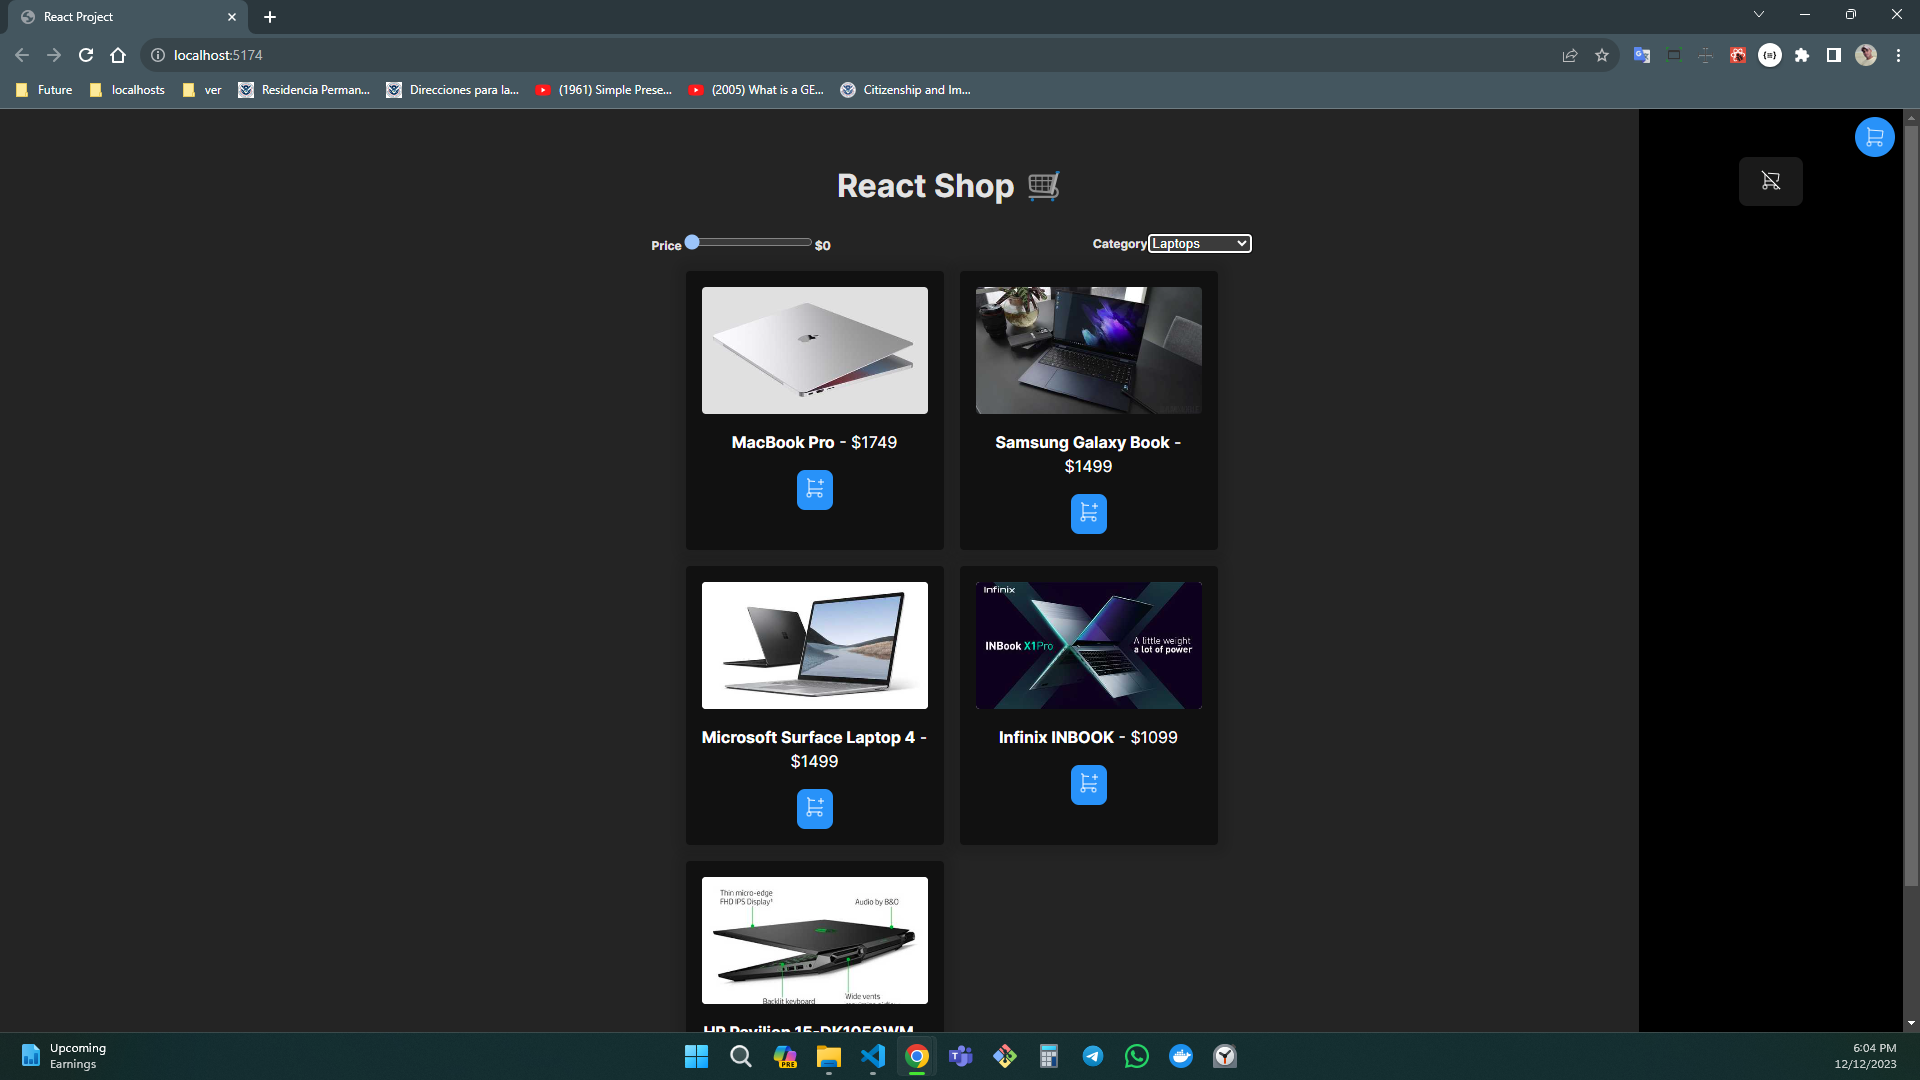 React Project
localhost:5174
Future
localhosts
ver
Residencia Perman...
Direcciones para la...
(1961) Simple Prese...
(2005) What is a GE...
Citizenship and Im...
React Shop
Price
$0
Category
Laptops
MacBook Pro - $1749
Samsung Galaxy Book -
$1499
Infinix
INBook X1Pro
A little weight
a lot of power
Microsoft Surface Laptop 4 -
$1499
Infinix INBOOK - $1099
Thin micro-edge
FHD IPS Display¹
Audio by B&O
Backlit keyboard
Wide vents
HP Pavilion 15-DK1056WM
Upcoming
Earnings
PRE
6:04 PM
12/12/2023